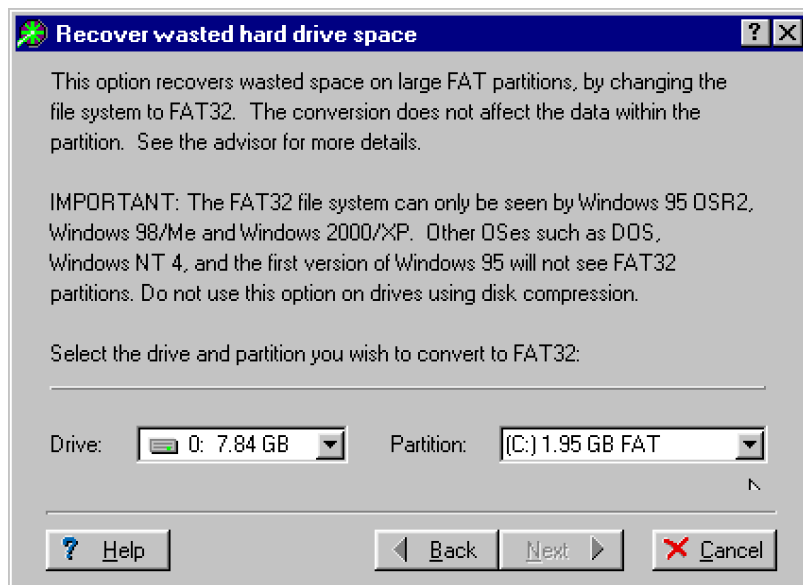 Recover wasted hard drive space
This option recovers wasted space on large FAT partitions, by changing the
file system to FAT32. The conversion does not affect the data within the
partition. See the advisor for more details.
IMPORTANT: The FAT32 file system can only be seen by Windows 95 OSR2,
Windows 98/Me and Windows 2000/XP. Other OSes such as DOS,
Windows NT 4, and the first version of Windows 95 will not see FAT32
partitions. Do not use this option on drives using disk compression.
Select the drive and partition you wish to convert to FAT32:
Drive: 0: 7.84 GB Partition: (C:) 1.95 GB FAT
Help Back Next Cancel